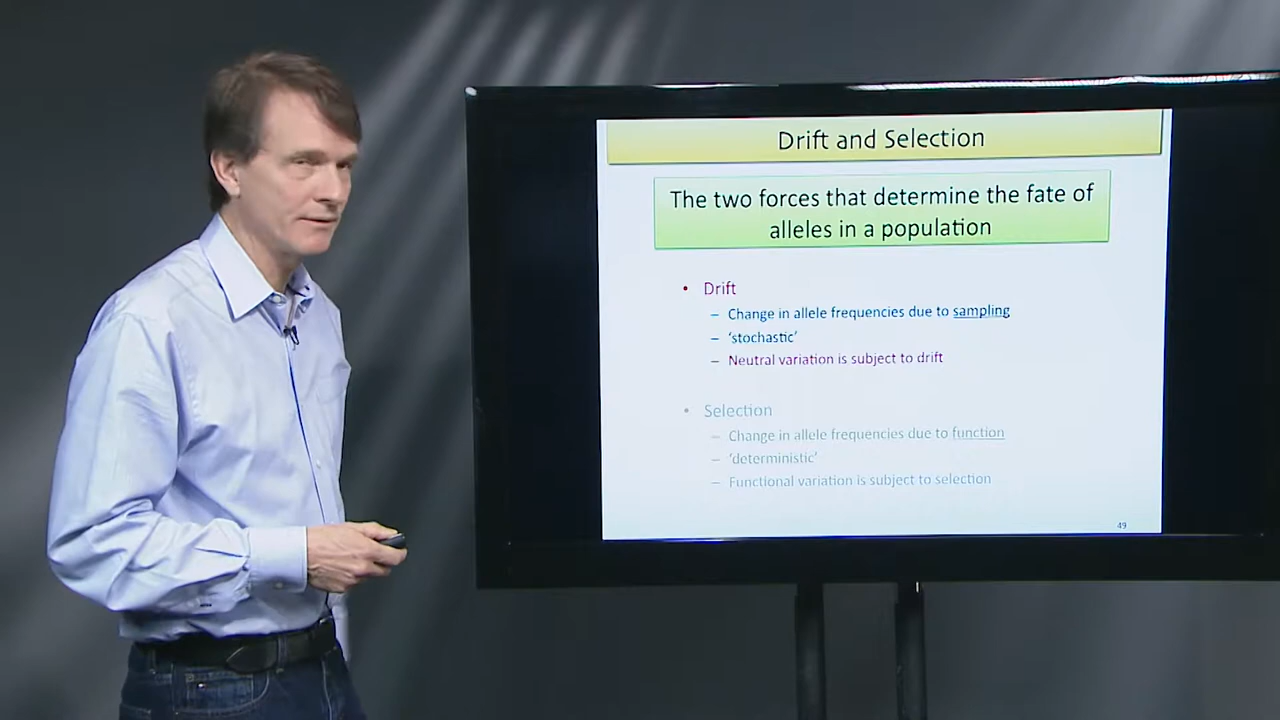 Drift and Selection
The two forces that determine the fate of
alleles in a population
• Drift
– Change in allele frequencies due to sampling
– ‘stochastic’
– Neutral variation is subject to drift
• Selection
– Change in allele frequencies due to function
– ‘deterministic’
– Functional variation is subject to selection
49